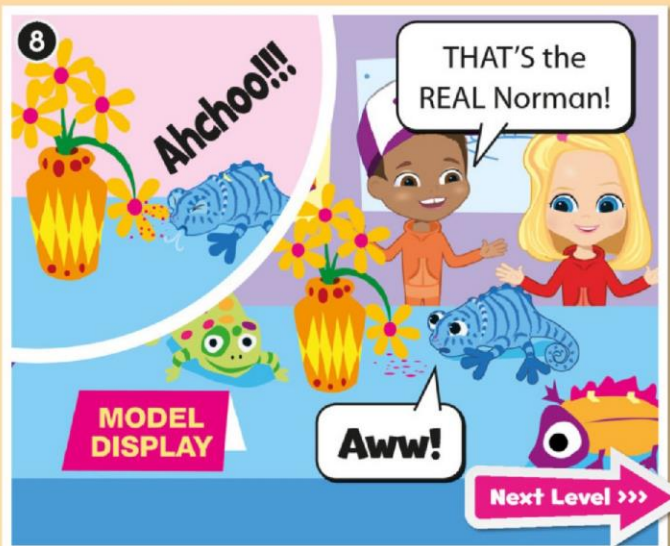 8
Ahchoo!!!
THAT'S the
REAL Norman!
MODEL
DISPLAY
Aww!
Next Level >>>